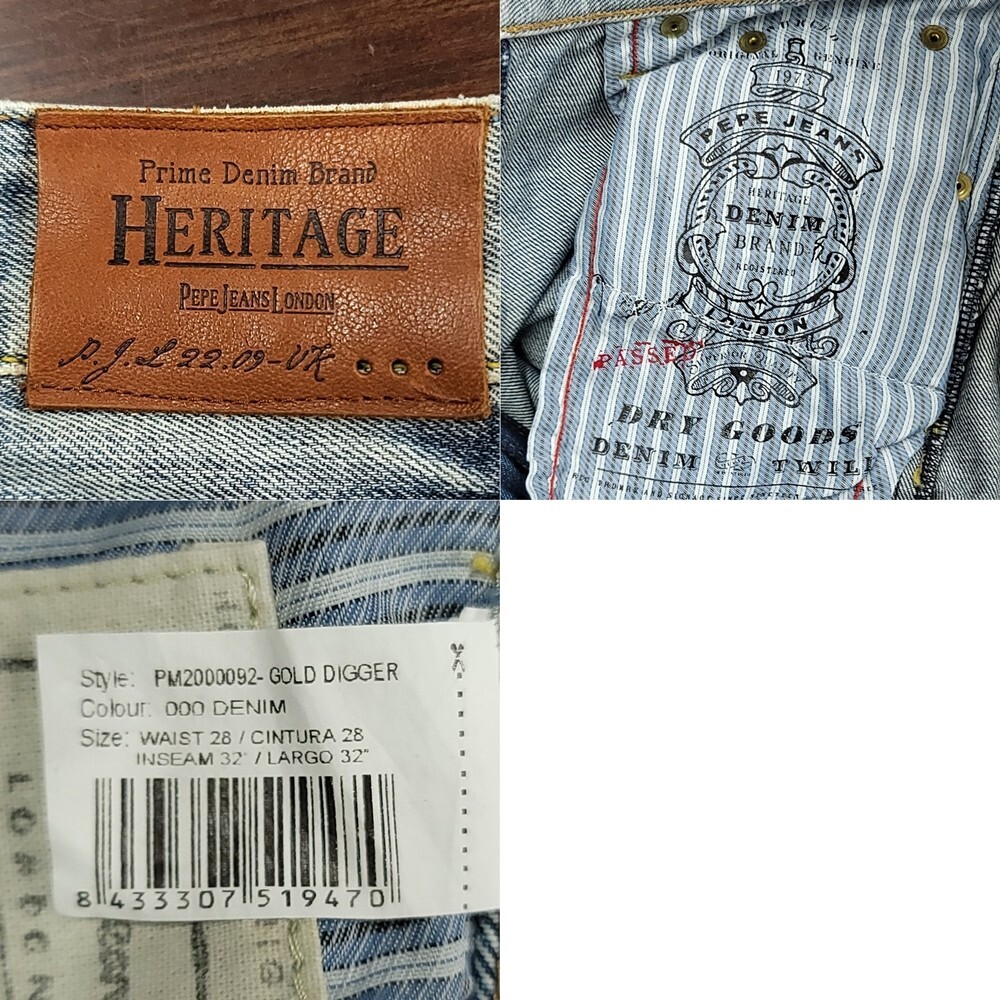 Prime Denim Brand
HERITAGE
PEPE JEANS LONDON
P.J.L 22.09-UK
ORIGINAL GENUINE
1973
PEPE JEANS
HERITAGE
DENIM
BRAND
REGISTERED
LONDON
PASSED
DRY GOODS
DENIM TWILL
Style: PM2000092- GOLD DIGGER
Colour: 000 DENIM
Size: WAIST 28 / CINTURA 28
INSEAM 32" / LARGO 32"
8 433307 519470